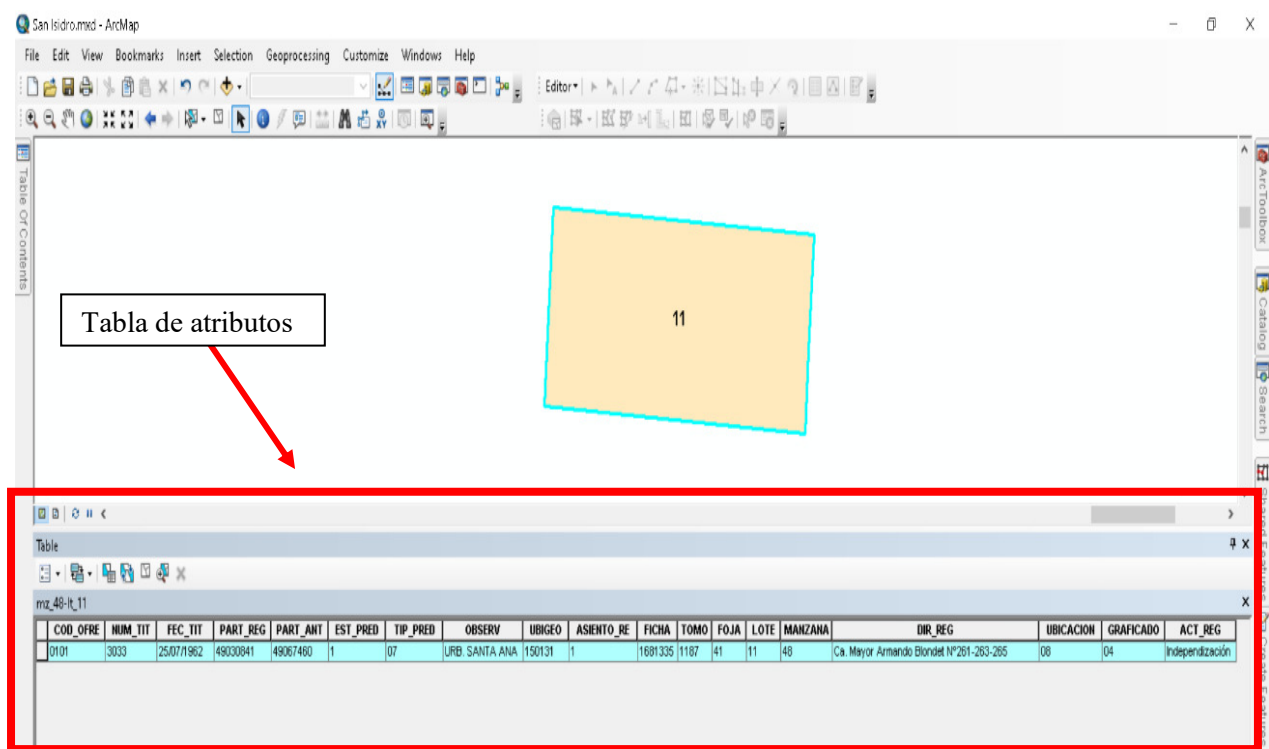 San Isidro.mxd - ArcMap
File Edit View Bookmarks Insert Selection Geoprocessing Customize Windows Help
Editor
Table Of Contents
ArcToolbox
Catalog
Search
Shared Features
Create Features
11
Tabla de atributos
Table
mz_48-lt_11
COD_OFRE NUM_TIT FEC_TIT PART_REG PART_ANT EST_PRED TIP_PRED OBSERV UBIGEO ASIENTO_RE FICHA TOMO FOJA LOTE MANZANA DIR_REG UBICACION GRAFICADO ACT_REG
0101 3033 25/07/1962 49030841 49067460 1 07 URB. SANTA ANA 150131 1 1681335 1187 41 11 48 Ca. Mayor Armando Blondet N°261-263-265 08 04 Independización